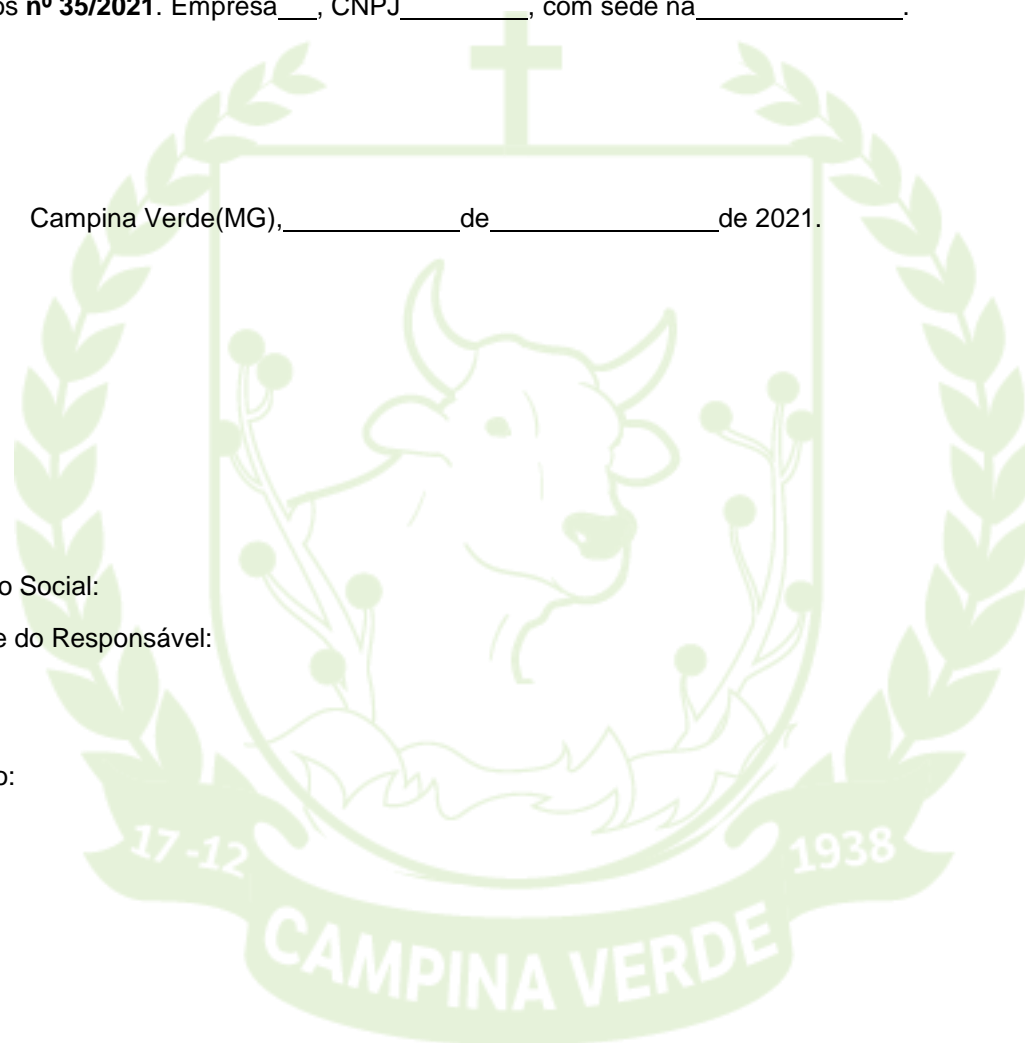 os nº 35/2021. Empresa___, CNPJ_________, com sede na______________.
Campina Verde(MG),____________de________________de 2021.
o Social:
e do Responsável:
o:
17-12
1938
CAMPINA VERDE